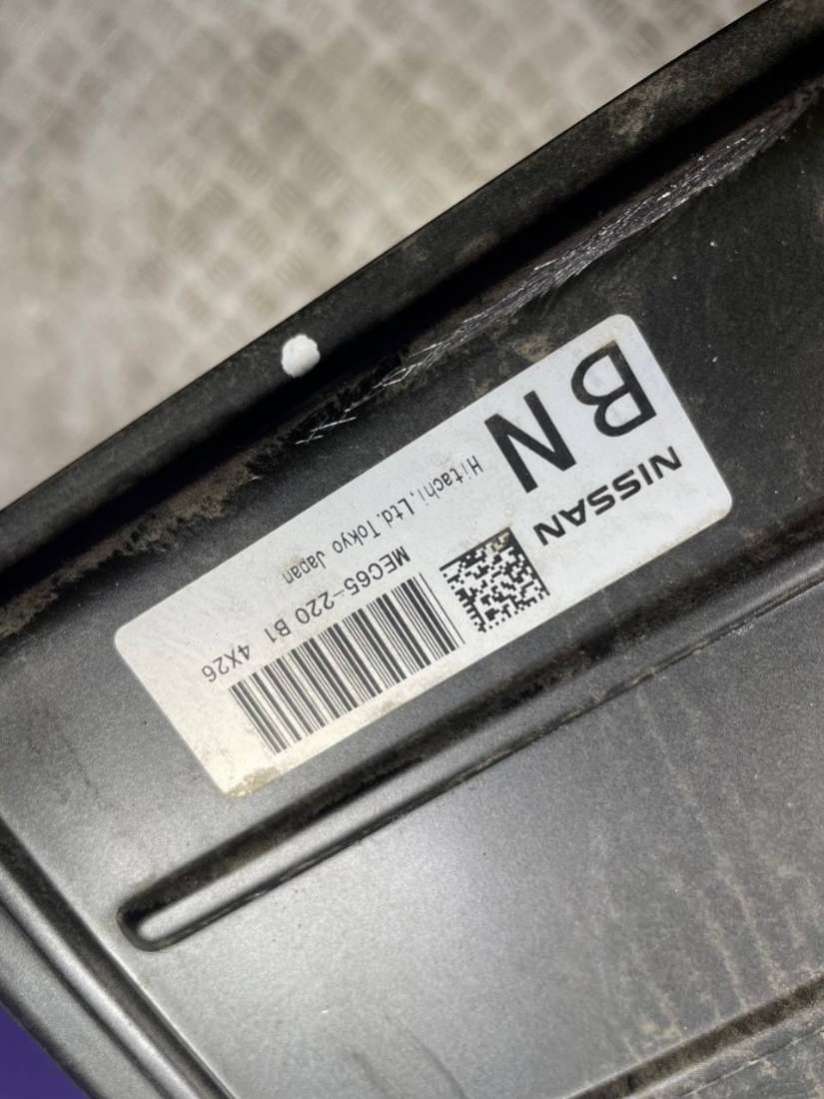 NISSAN
BN
MEC65-220 B1 4X26
Hitachi,Ltd.Tokyo Japan